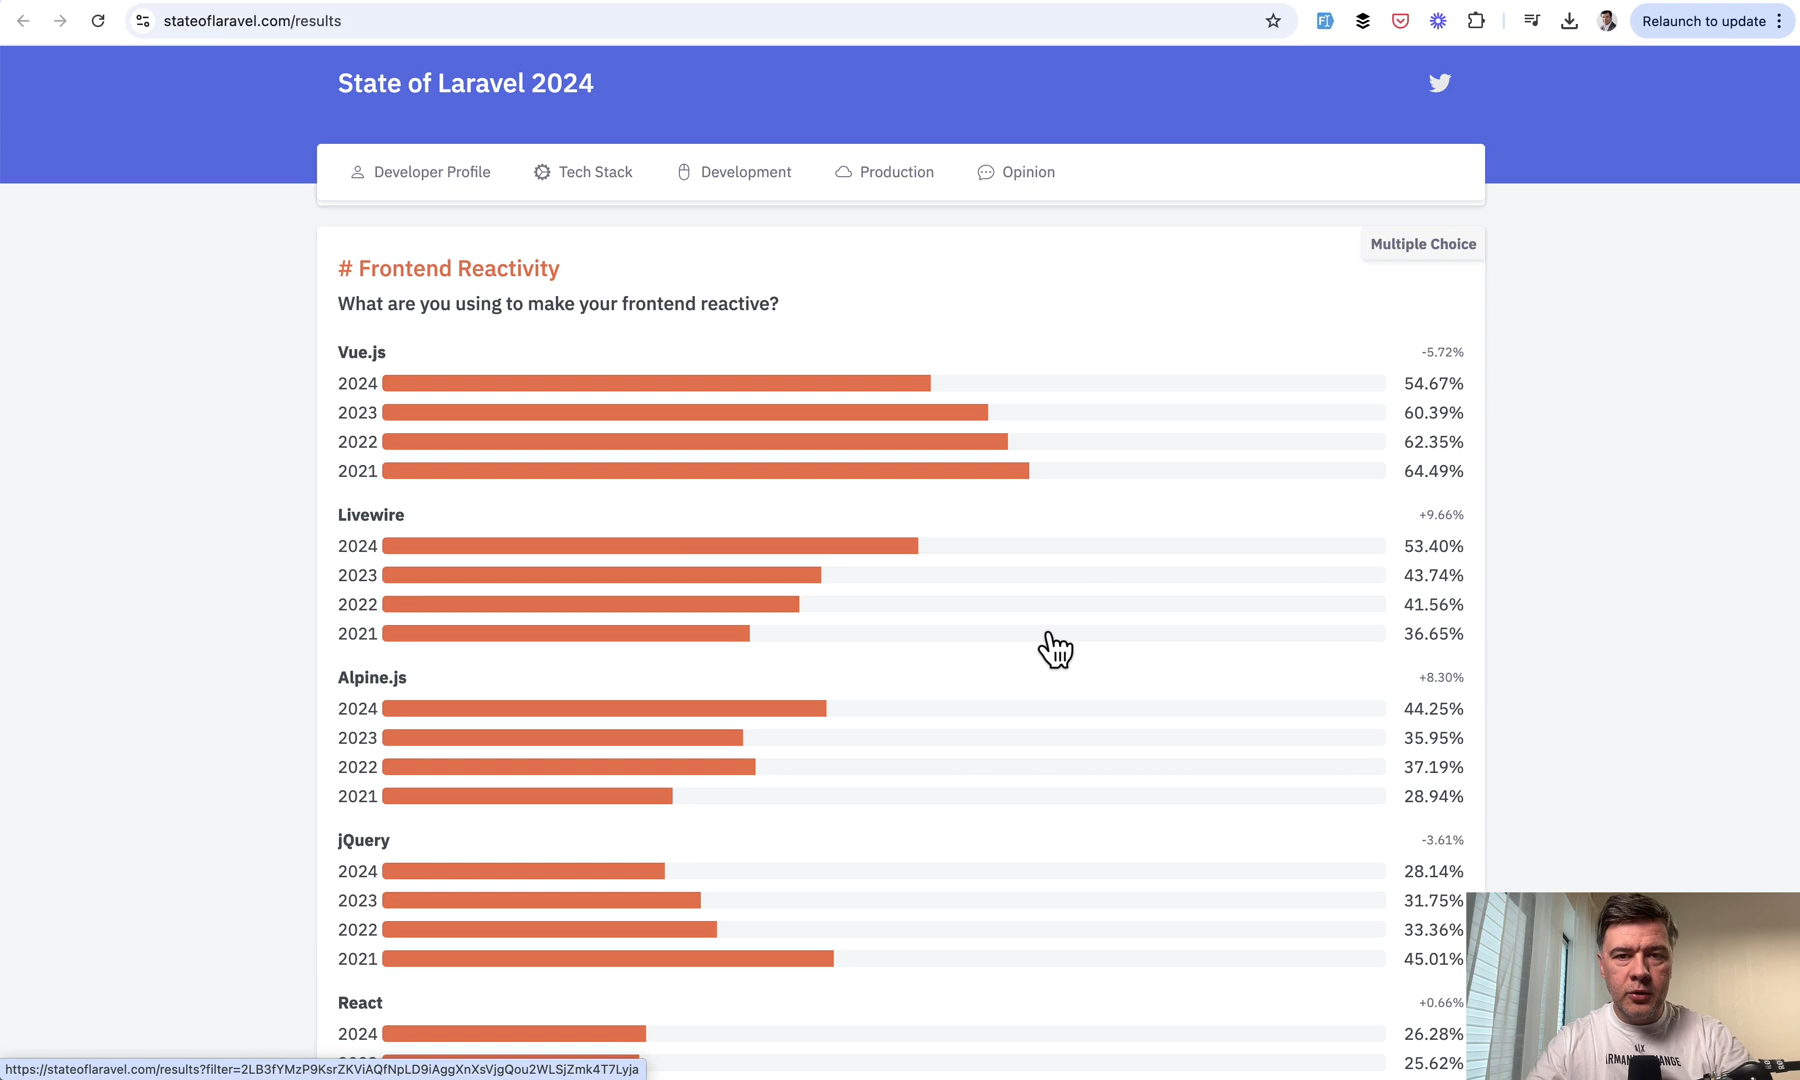 stateoflaravel.com/results
Relaunch to update
State of Laravel 2024
Developer Profile
Tech Stack
Development
Production
Opinion
Multiple Choice
# Frontend Reactivity
What are you using to make your frontend reactive?
Vue.js -5.72%
2024 54.67%
2023 60.39%
2022 62.35%
2021 64.49%
Livewire +9.66%
2024 53.40%
2023 43.74%
2022 41.56%
2021 36.65%
Alpine.js +8.30%
2024 44.25%
2023 35.95%
2022 37.19%
2021 28.94%
jQuery -3.61%
2024 28.14%
2023 31.75%
2022 33.36%
2021 45.01%
React +0.66%
2024 26.28%
25.62%
https://stateoflaravel.com/results?filter=2LB3fYMzP9KsrZKViAQfNpLD9iAggXnXsVjgQou2WLSjZmk4T7Lyja
A|X